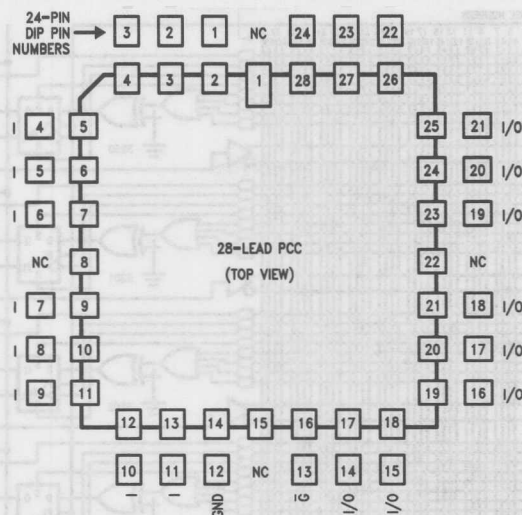 24-PIN
DIP PIN
NUMBERS
3 2 1 NC 24 23 22
4 3 2 1 28 27 26
I 4 5 25 21 I/O
5 6 24 20 I/O
I 6 7 23 19 I/O
28-LEAD PCC
(TOP VIEW)
NC 8 22 NC
I 7 9 21 18 I/O
I 8 10 20 17 I/O
I 9 11 19 16 I/O
12 13 14 15 16 17 18
10 11 12 NC 13 14 15
I I GND G I/O I/O